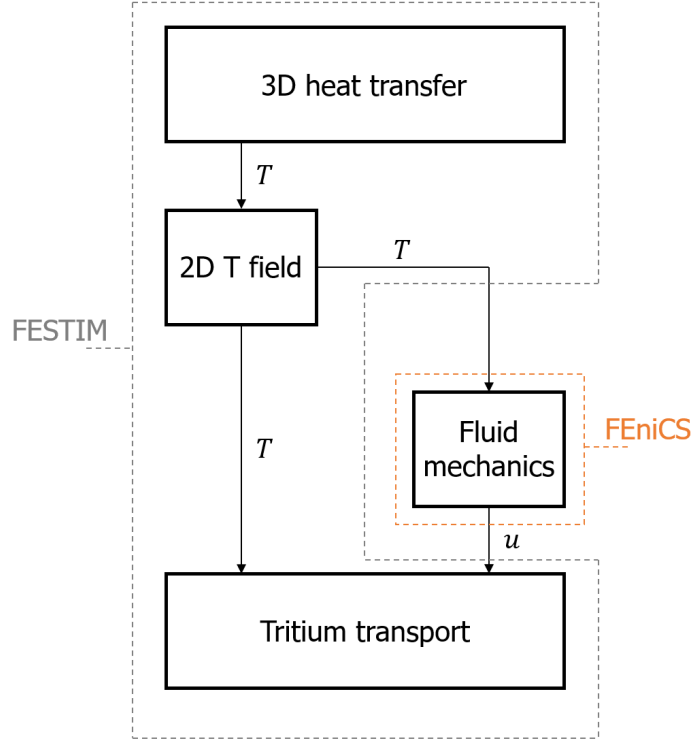 3D heat transfer
T
2D T field
T
FESTIM
T
Fluid
mechanics
FEniCS
u
Tritium transport